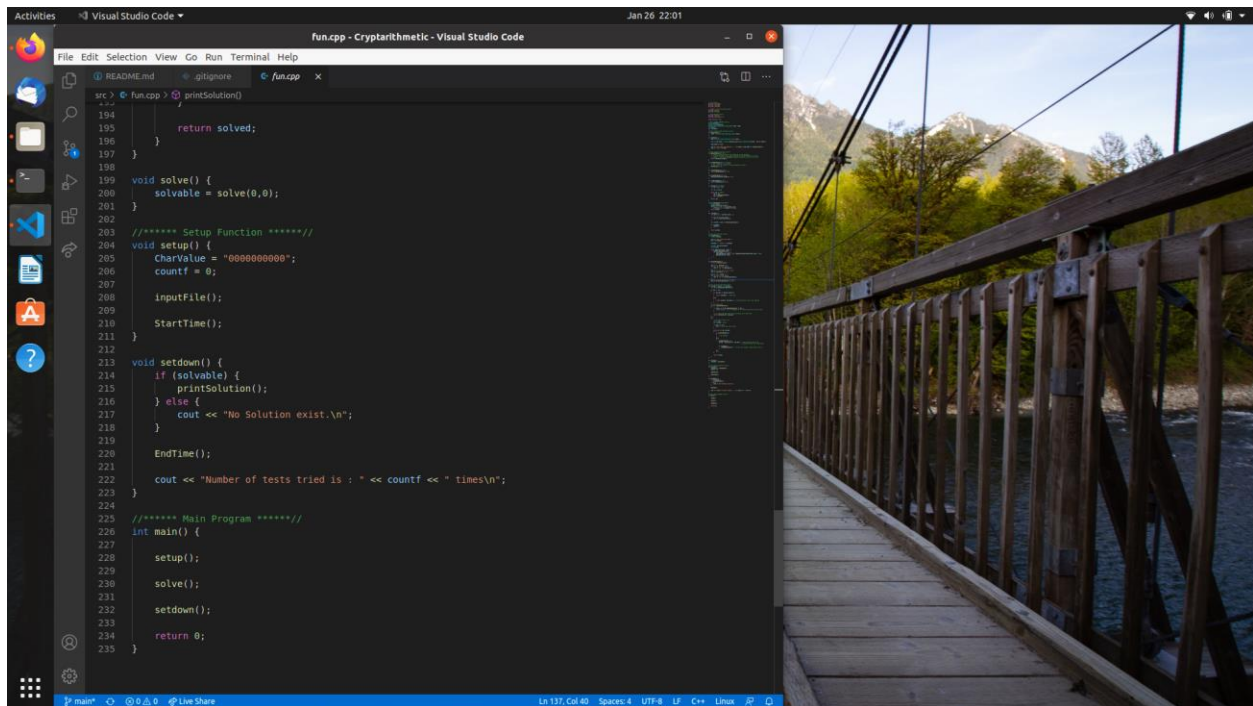 Activities Visual Studio Code Jan 26 22:01
fun.cpp - Cryptarithmetic - Visual Studio Code
File Edit Selection View Go Run Terminal Help
README.md .gitignore fun.cpp
src > fun.cpp > printSolution()
193 }
194
195 return solved;
196 }
197 }
198
199 void solve() {
200 solvable = solve(0,0);
201 }
202
203 //****** Setup Function ******//
204 void setup() {
205 CharValue = "0000000000";
206 countf = 0;
207
208 inputFile();
209
210 StartTime();
211 }
212
213 void setdown() {
214 if (solvable) {
215 printSolution();
216 } else {
217 cout << "No Solution exist.\n";
218 }
219
220 EndTime();
221
222 cout << "Number of tests tried is : " << countf << " times\n";
223 }
224
225 //****** Main Program ******//
226 int main() {
227
228 setup();
229
230 solve();
231
232 setdown();
233
234 return 0;
235 }
main* 0 0 Live Share Ln 137, Col 40 Spaces: 4 UTF-8 LF C++ Linux